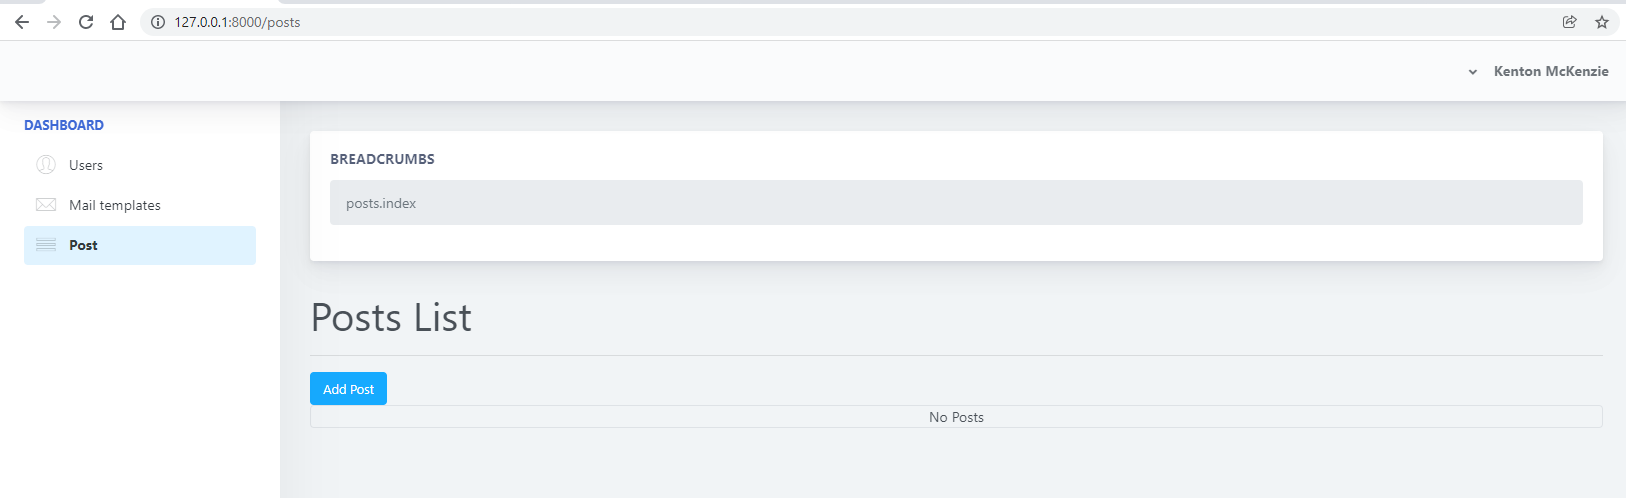 127.0.0.1:8000/posts
Kenton McKenzie
DASHBOARD
Users
Mail templates
Post
BREADCRUMBS
posts.index
Posts List
Add Post
No Posts